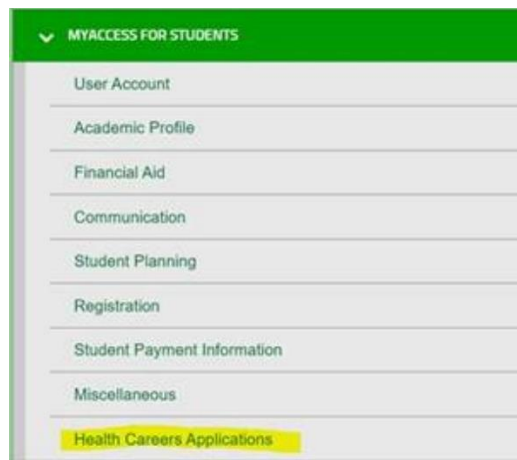 MYACCESS FOR STUDENTS
User Account
Academic Profile
Financial Aid
Communication
Student Planning
Registration
Student Payment Information
Miscellaneous
Health Careers Applications